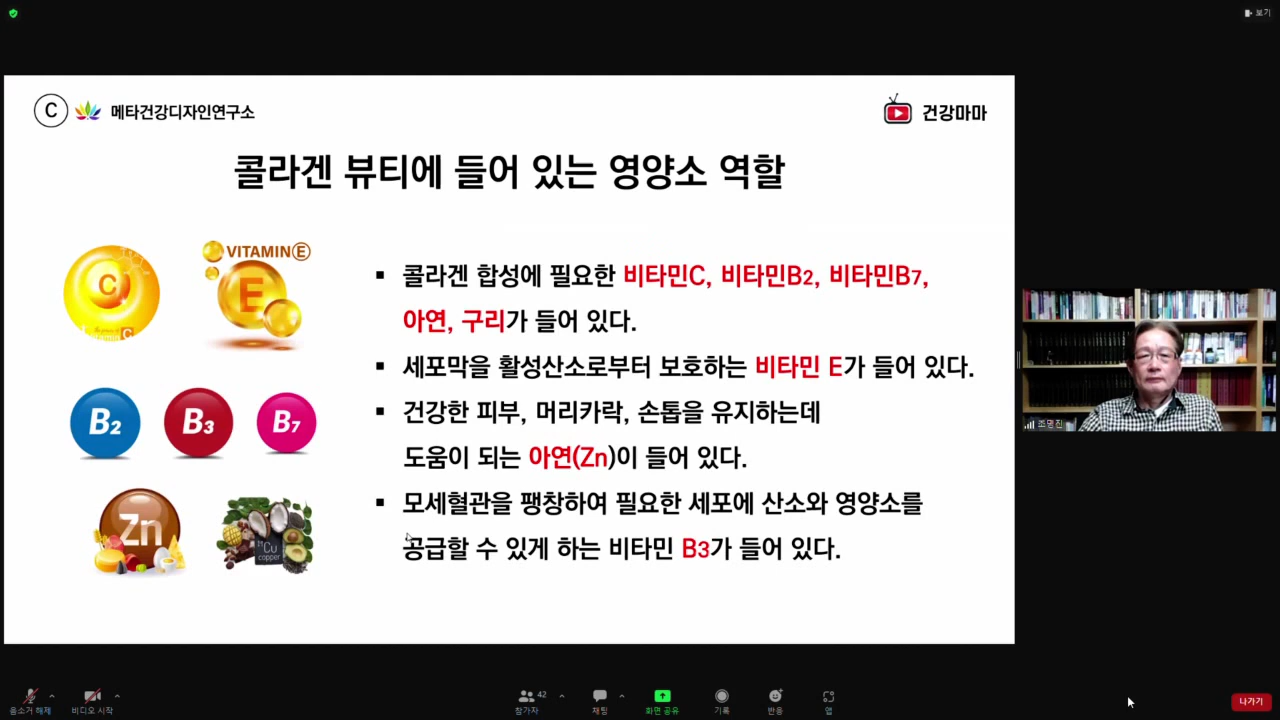 보기
C 메타건강디자인연구소
건강마마
콜라겐 뷰티에 들어 있는 영양소 역할
C
VITAMIN E
E
▪ 콜라겐 합성에 필요한 비타민C, 비타민B2, 비타민B7,
아연, 구리가 들어 있다.
▪ 세포막을 활성산소로부터 보호하는 비타민 E가 들어 있다.
▪ 건강한 피부, 머리카락, 손톱을 유지하는데
도움이 되는 아연(Zn)이 들어 있다.
▪ 모세혈관을 팽창하여 필요한 세포에 산소와 영양소를
공급할 수 있게 하는 비타민 B3가 들어 있다.
B2 B3 B7
Zn
Cu
copper
조명진
음소거 해제
비디오 시작
42
참가자
채팅
화면 공유
기록
반응
앱
나가기